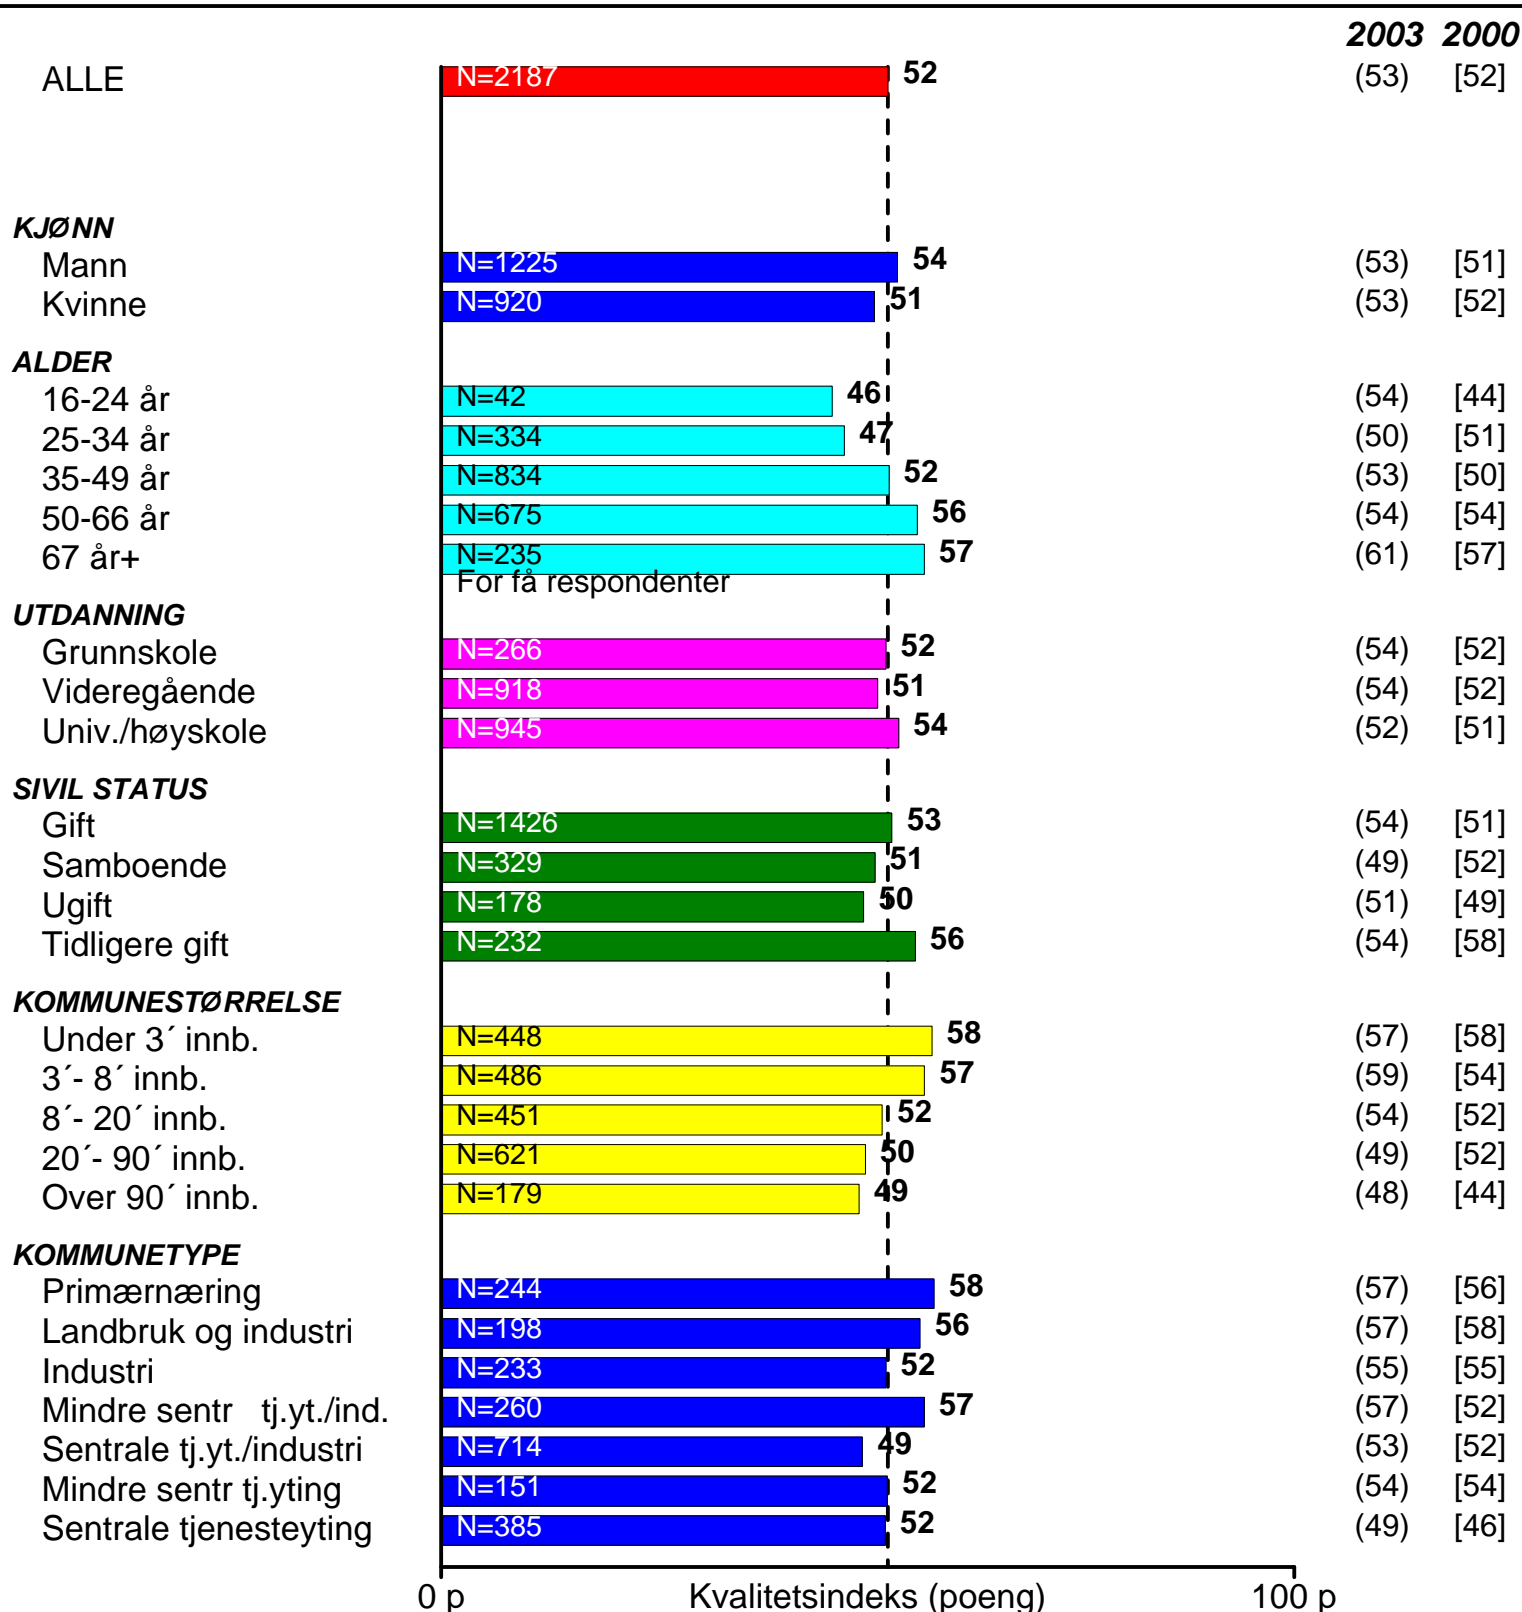 2003 2000
ALLE N=2187 52 (53) [52]
KJØNN
Mann N=1225 54 (53) [51]
Kvinne N=920 51 (53) [52]
ALDER
16-24 år N=42 46 (54) [44]
25-34 år N=334 47 (50) [51]
35-49 år N=834 52 (53) [50]
50-66 år N=675 56 (54) [54]
67 år+ N=235 57 (61) [57]
For få respondenter
UTDANNING
Grunnskole N=266 52 (54) [52]
Videregående N=918 51 (54) [52]
Univ./høyskole N=945 54 (52) [51]
SIVIL STATUS
Gift N=1426 53 (54) [51]
Samboende N=329 51 (49) [52]
Ugift N=178 50 (51) [49]
Tidligere gift N=232 56 (54) [58]
KOMMUNESTØRRELSE
Under 3´ innb. N=448 58 (57) [58]
3´- 8´ innb. N=486 57 (59) [54]
8´- 20´ innb. N=451 52 (54) [52]
20´- 90´ innb. N=621 50 (49) [52]
Over 90´ innb. N=179 49 (48) [44]
KOMMUNETYPE
Primærnæring N=244 58 (57) [56]
Landbruk og industri N=198 56 (57) [58]
Industri N=233 52 (55) [55]
Mindre sentr tj.yt./ind. N=260 57 (57) [52]
Sentrale tj.yt./industri N=714 49 (53) [52]
Mindre sentr tj.yting N=151 52 (54) [54]
Sentrale tjenesteyting N=385 52 (49) [46]
0 p Kvalitetsindeks (poeng) 100 p